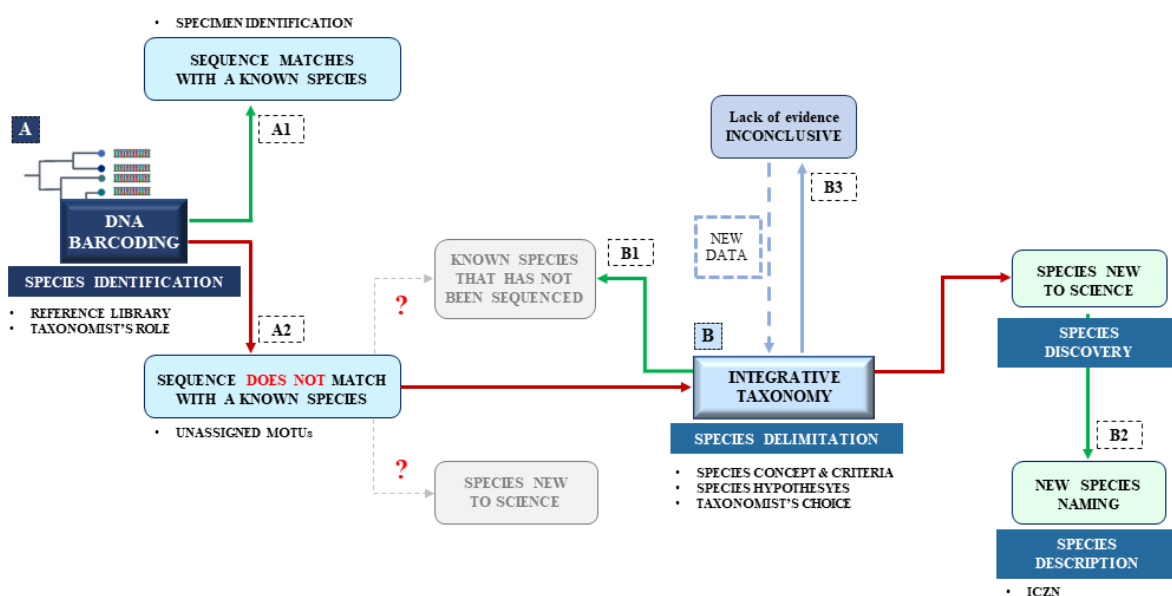 • SPECIMEN IDENTIFICATION
SEQUENCE MATCHES
WITH A KNOWN SPECIES
A1
A
DNA
BARCODING
SPECIES IDENTIFICATION
• REFERENCE LIBRARY
• TAXONOMIST'S ROLE
A2
SEQUENCE DOES NOT MATCH
WITH A KNOWN SPECIES
• UNASSIGNED MOTUs
?
KNOWN SPECIES
THAT HAS NOT
BEEN SEQUENCED
?
SPECIES NEW
TO SCIENCE
B1
Lack of evidence
INCONCLUSIVE
B3
NEW
DATA
B
INTEGRATIVE
TAXONOMY
SPECIES DELIMITATION
• SPECIES CONCEPT & CRITERIA
• SPECIES HYPOTHESYES
• TAXONOMIST'S CHOICE
SPECIES NEW
TO SCIENCE
SPECIES
DISCOVERY
B2
NEW SPECIES
NAMING
SPECIES
DESCRIPTION
• ICZN